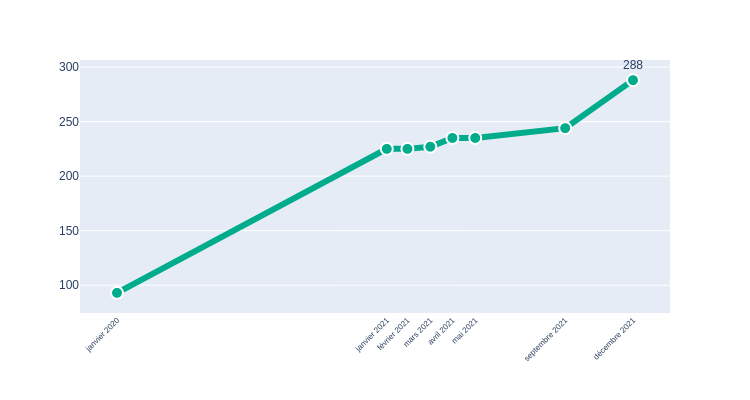 300
288
250
200
150
100
janvier 2020
janvier 2021
février 2021
mars 2021
avril 2021
mai 2021
septembre 2021
décembre 2021